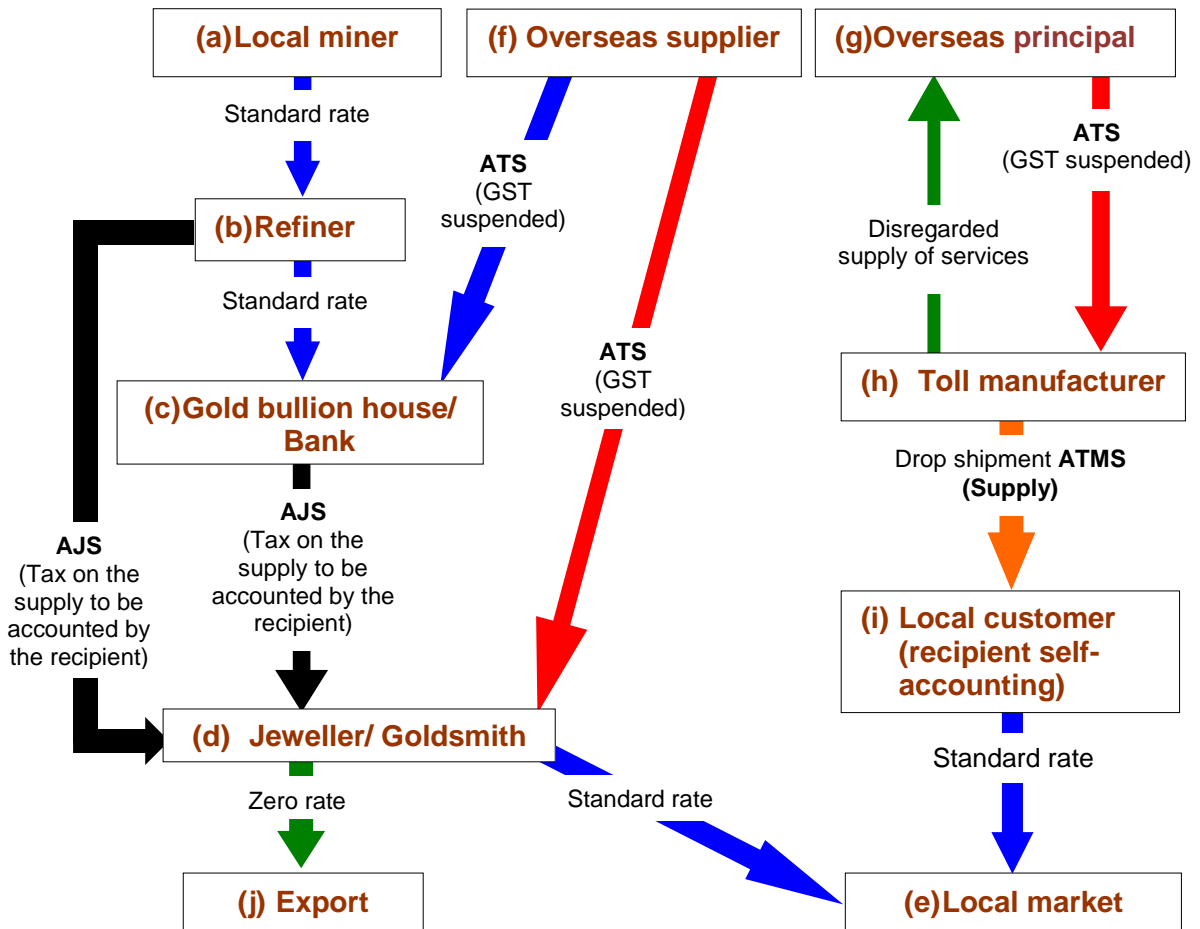 (a)Local miner
(f) Overseas supplier
(g)Overseas principal
Standard rate
ATS
(GST
suspended)
ATS
(GST suspended)
(b)Refiner
Disregarded
supply of services
Standard rate
ATS
(GST
suspended)
(h) Toll manufacturer
(c)Gold bullion house/
Bank
Drop shipment ATMS
(Supply)
AJS
(Tax on the
supply to be
accounted by the
recipient)
AJS
(Tax on the
supply to be
accounted by
the recipient)
(i) Local customer
(recipient self-
accounting)
(d) Jeweller/ Goldsmith
Standard rate
Zero rate
Standard rate
(j) Export
(e)Local market